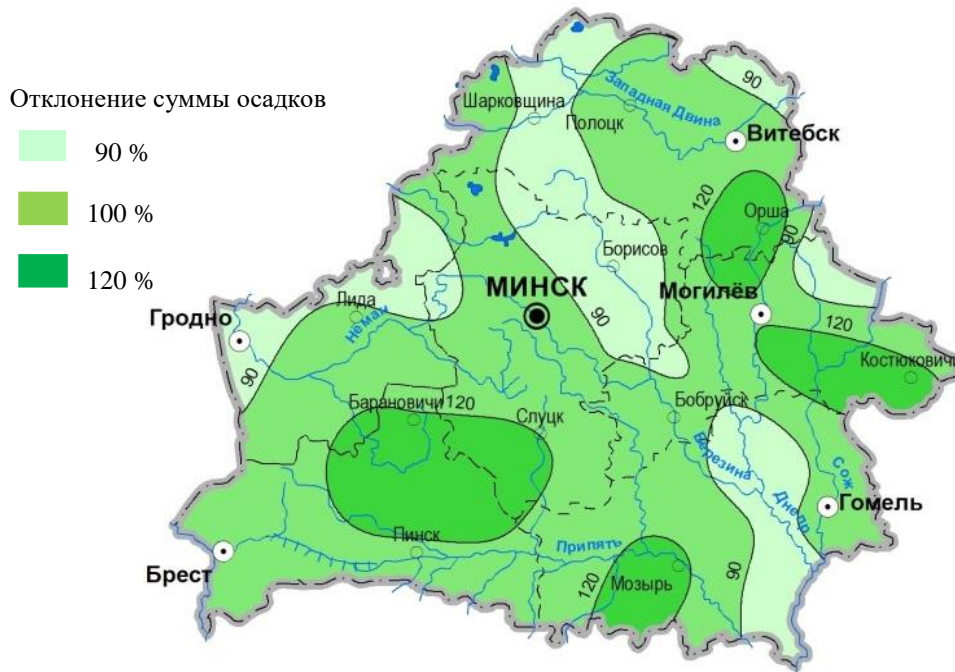 Отклонение суммы осадков
90 %
100 %
120 %
90
Шарковщина
Западная Двина
Полоцк
Витебск
120
Орша
90
Борисов
МИНСК
Могилёв
90
Лида
Гродно
Нёман
120
Костюковичи
90
Барановичи
120
Слуцк
Бобруйск
Березина
Сож
Днепр
Гомель
Пинск
Припять
Брест
Мозырь
120
90